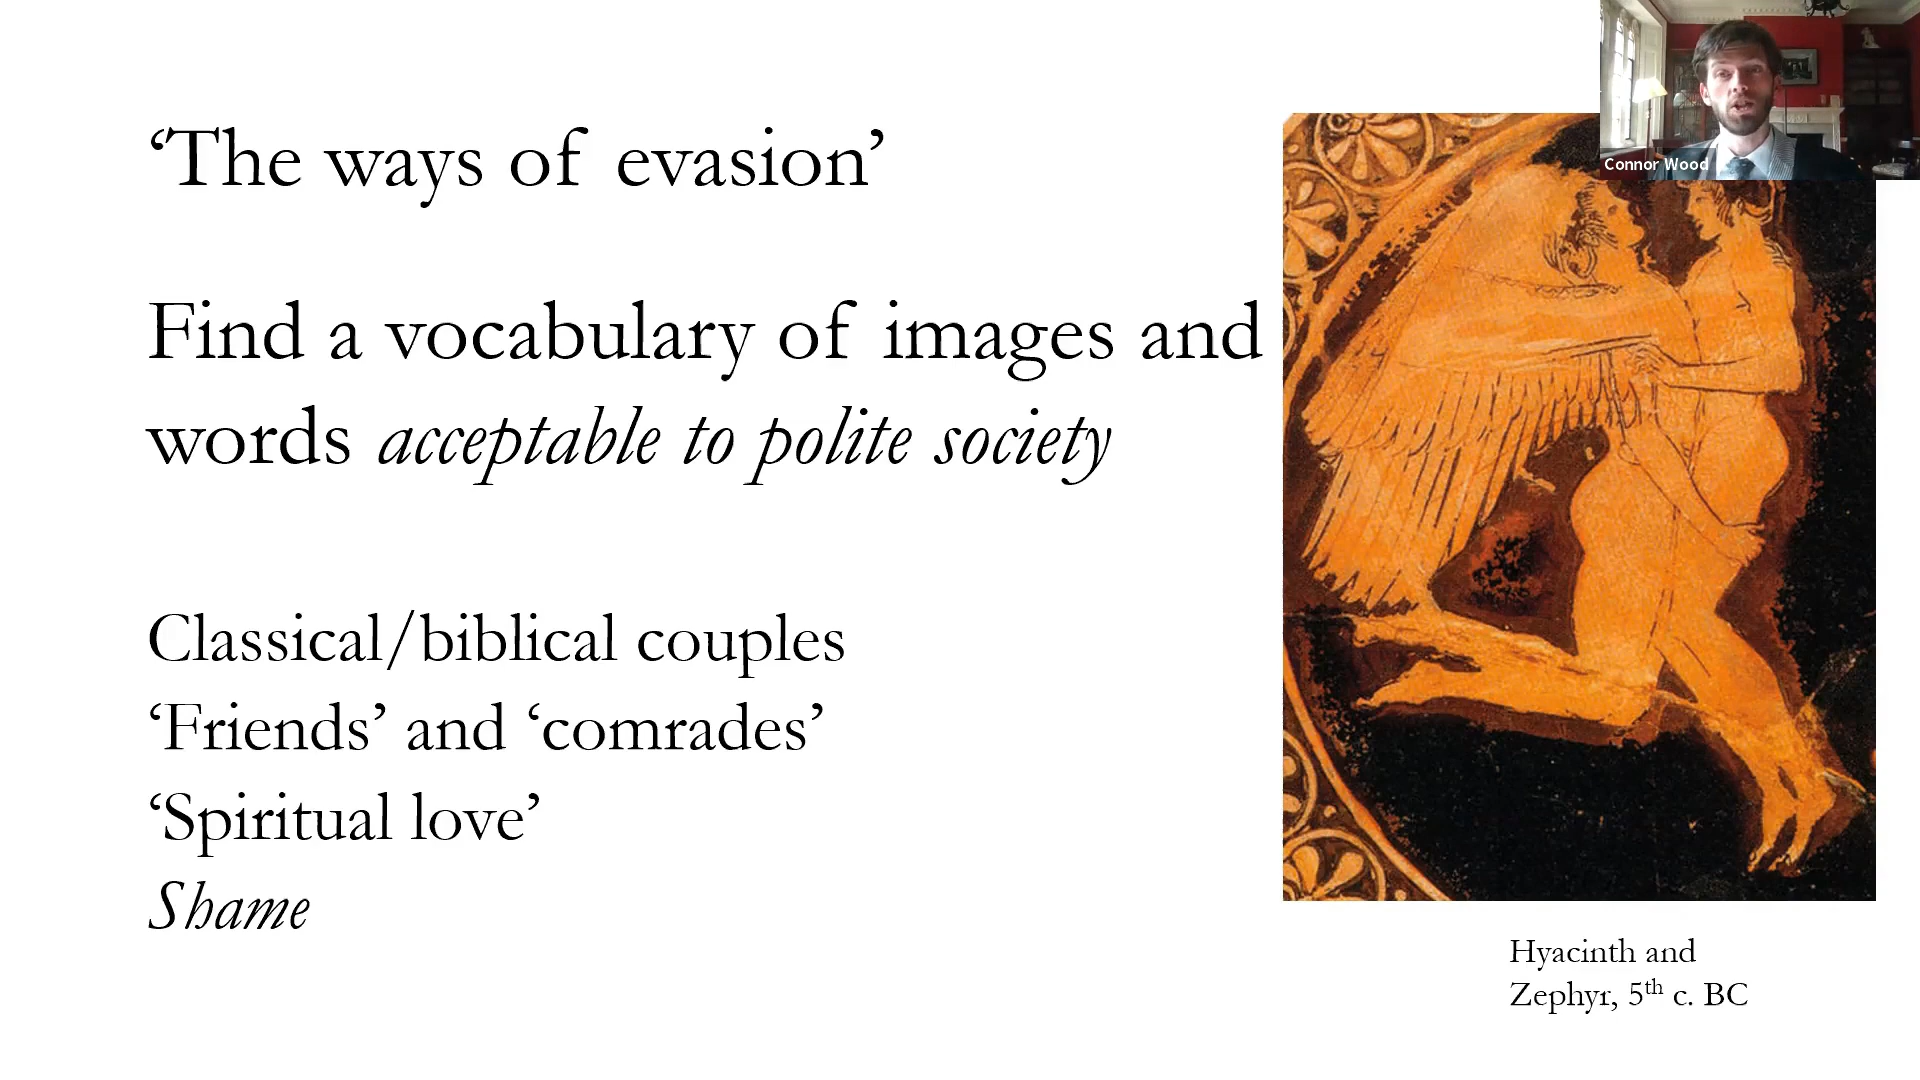 ‘The ways of evasion’
Find a vocabulary of images and
words acceptable to polite society
Classical/biblical couples
‘Friends’ and ‘comrades’
‘Spiritual love’
Shame
Connor Wood
Hyacinth and
Zephyr, 5th c. BC